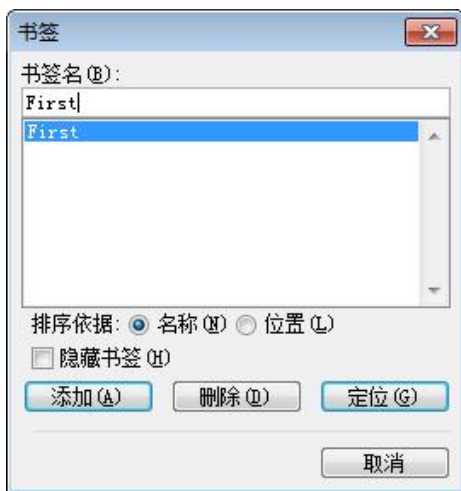 书签
书签名(B):
First
First
排序依据: 名称(N) 位置(L)
隐藏书签(H)
添加(A) 删除(D) 定位(G)
取消